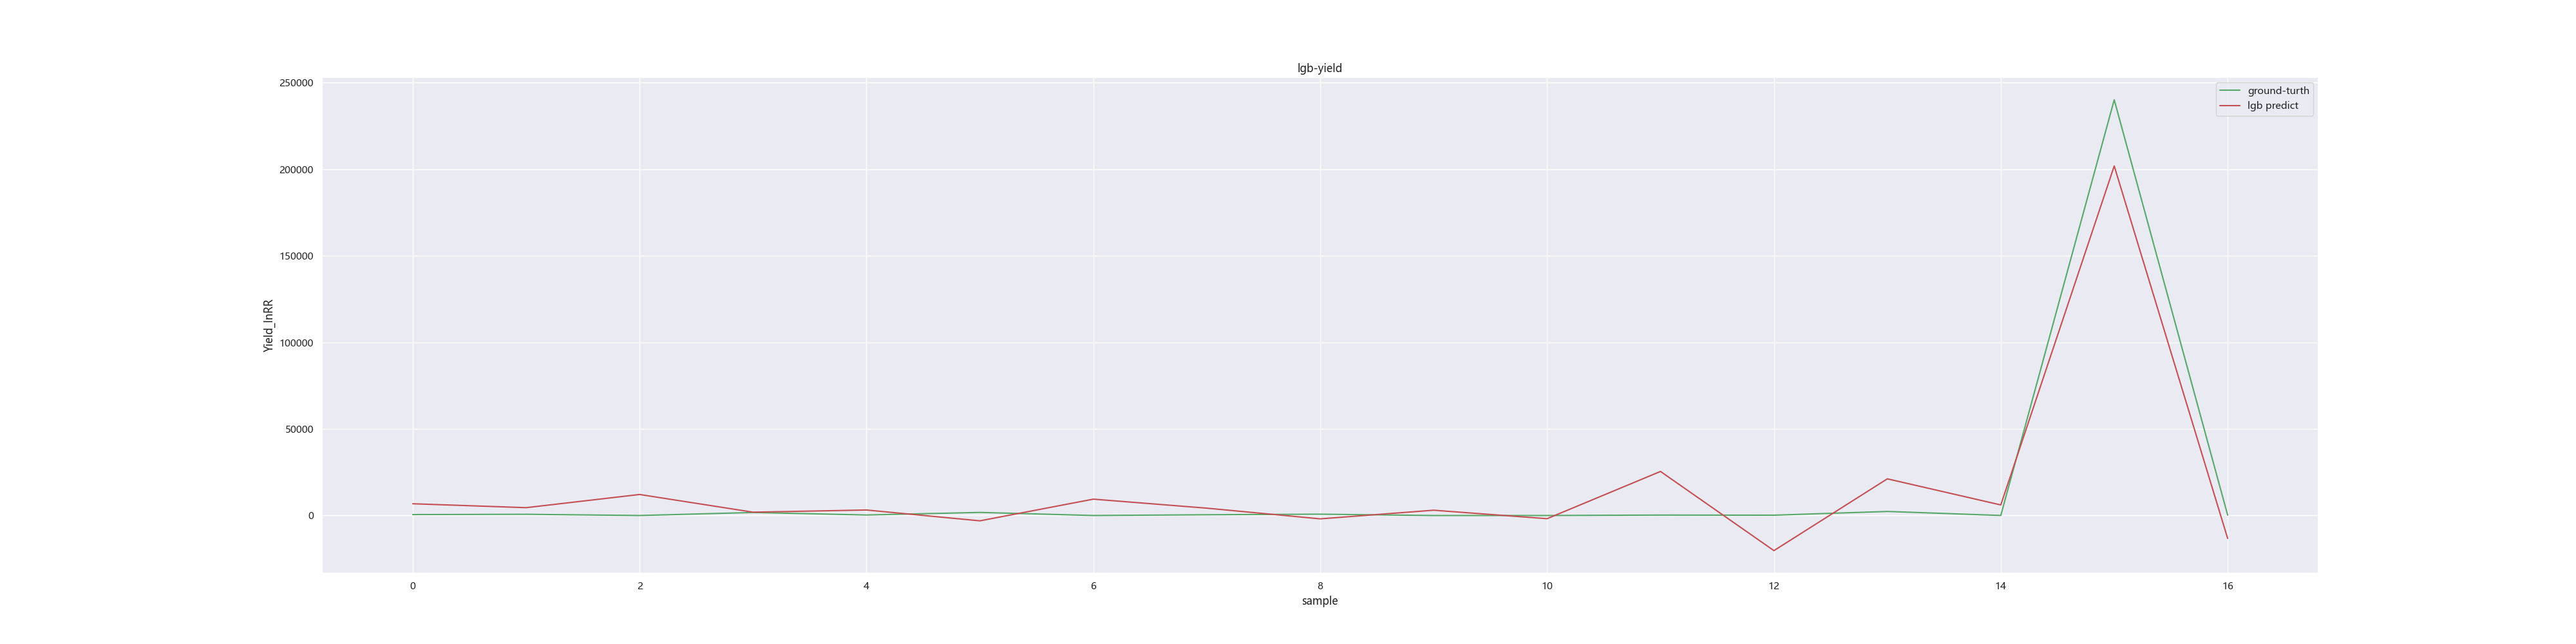 lgb-yield
250000
200000
150000
100000
50000
0
Yield_lnRR
ground-turth
lgb predict
0 2 4 6 8 10 12 14 16
sample